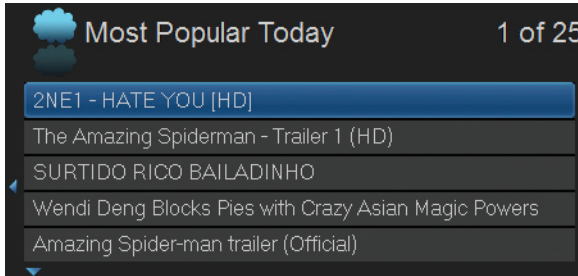 Most Popular Today 1 of 25
2NE1 - HATE YOU [HD]
The Amazing Spiderman - Trailer 1 (HD)
SURTIDO RICO BAILADINHO
Wendi Deng Blocks Pies with Crazy Asian Magic Powers
Amazing Spider-man trailer (Official)